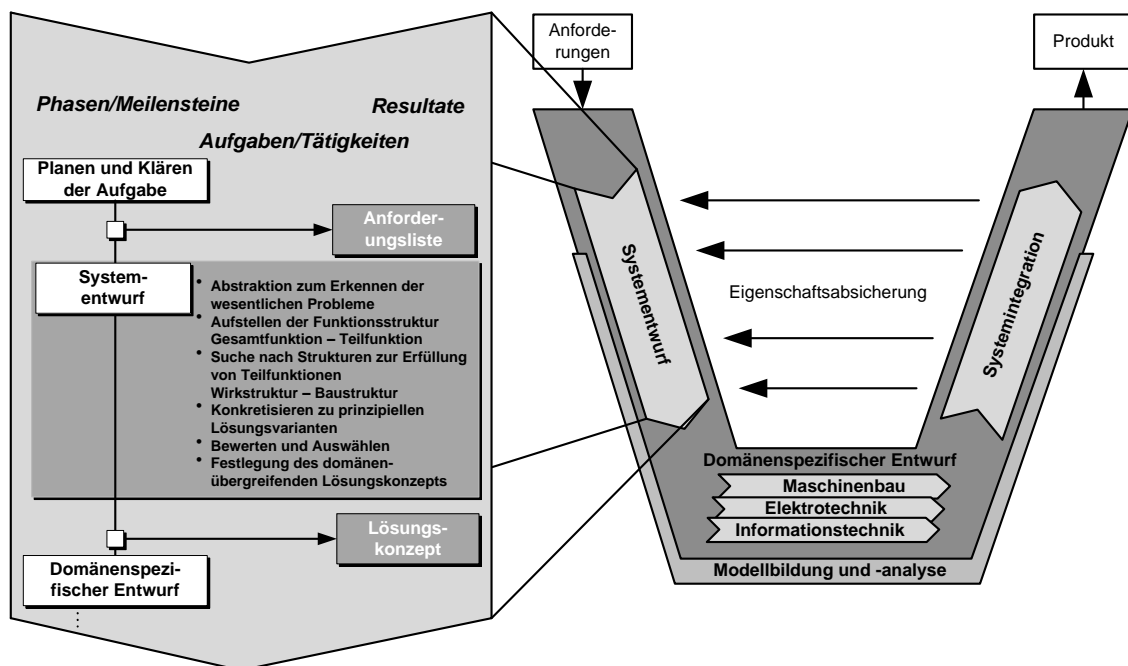 Phasen/Meilensteine
Resultate
Aufgaben/Tätigkeiten
Planen und Klären
der Aufgabe
Anforder-
ungsliste
System-
entwurf
• Abstraktion zum Erkennen der
wesentlichen Probleme
• Aufstellen der Funktionsstruktur
Gesamtfunktion – Teilfunktion
• Suche nach Strukturen zur Erfüllung
von Teilfunktionen
Wirkstruktur – Baustruktur
• Konkretisieren zu prinzipiellen
Lösungsvarianten
• Bewerten und Auswählen
• Festlegung des domänen-
übergreifenden Lösungskonzepts
Lösungs-
konzept
Domänenspezi-
fischer Entwurf
Anforde-
rungen
Produkt
Systementwurf
Eigenschaftsabsicherung
Systemintegration
Domänenspezifischer Entwurf
Maschinenbau
Elektrotechnik
Informationstechnik
Modellbildung und -analyse